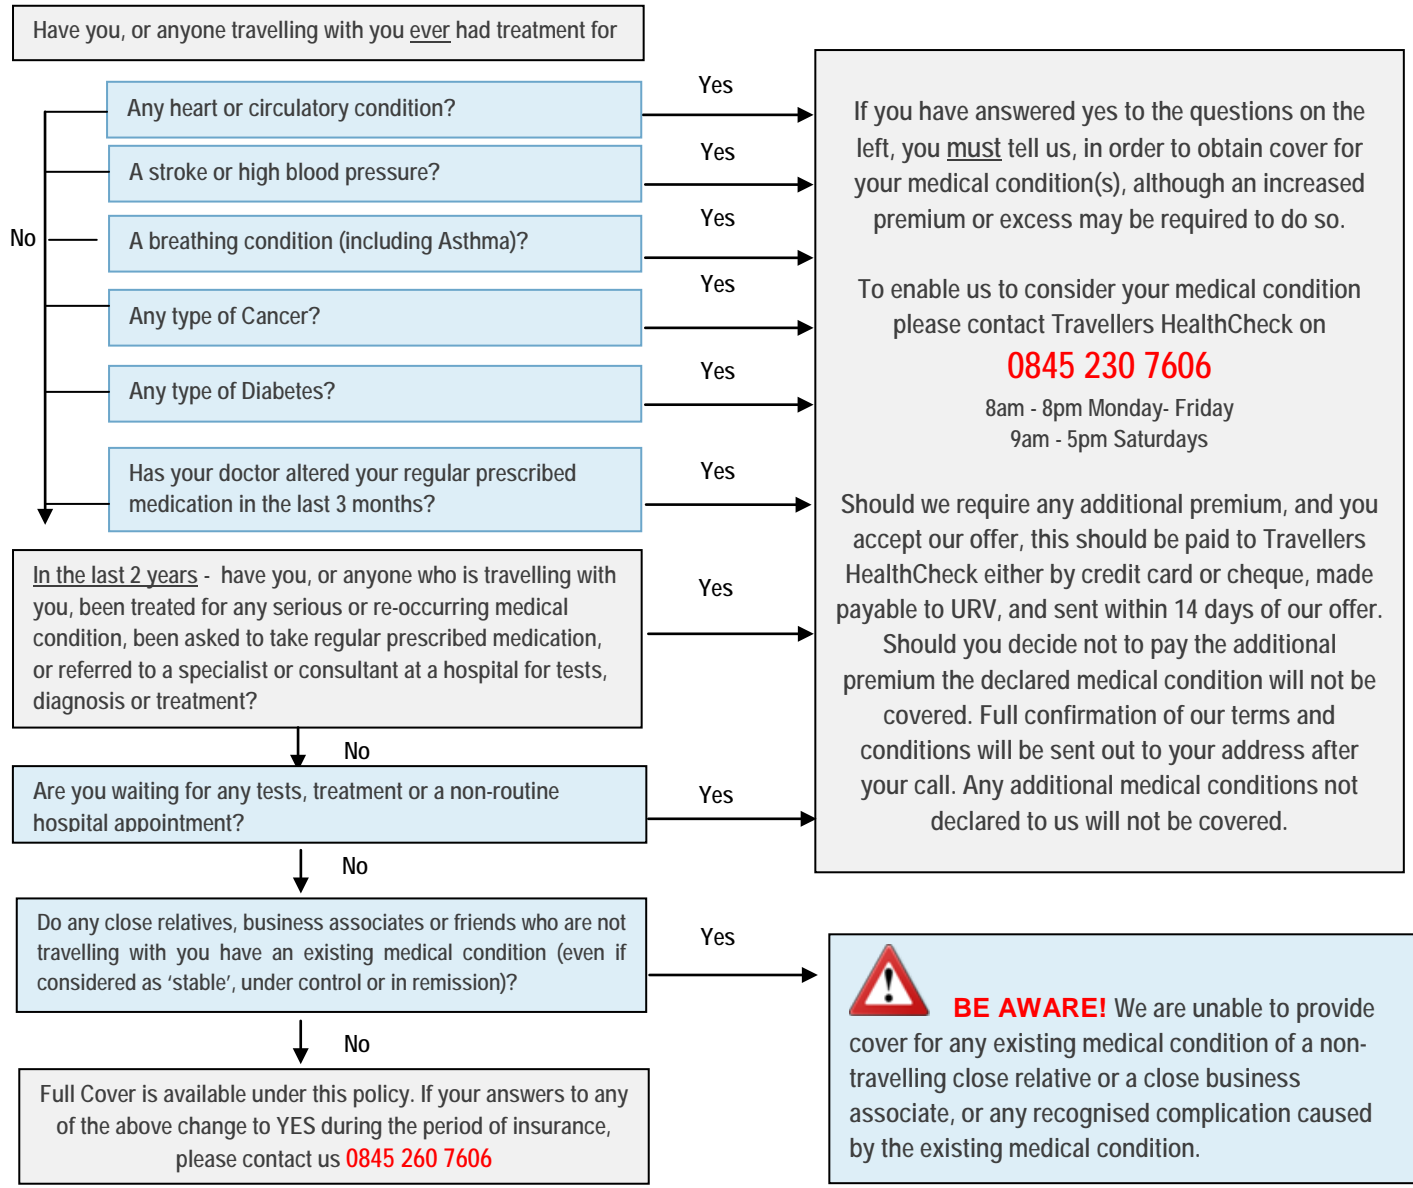 Have you, or anyone travelling with you ever had treatment for
Yes
Any heart or circulatory condition?
Yes
A stroke or high blood pressure?
Yes
No
A breathing condition (including Asthma)?
Yes
Any type of Cancer?
Yes
Any type of Diabetes?
Yes
Has your doctor altered your regular prescribed
medication in the last 3 months?
In the last 2 years - have you, or anyone who is travelling with
you, been treated for any serious or re-occurring medical
condition, been asked to take regular prescribed medication,
or referred to a specialist or consultant at a hospital for tests,
diagnosis or treatment?
Yes
No
Are you waiting for any tests, treatment or a non-routine
hospital appointment?
Yes
No
Do any close relatives, business associates or friends who are not
travelling with you have an existing medical condition (even if
considered as ‘stable’, under control or in remission)?
Yes
No
Full Cover is available under this policy. If your answers to any
of the above change to YES during the period of insurance,
please contact us 0845 260 7606
If you have answered yes to the questions on the
left, you must tell us, in order to obtain cover for
your medical condition(s), although an increased
premium or excess may be required to do so.
To enable us to consider your medical condition
please contact Travellers HealthCheck on
0845 230 7606
8am - 8pm Monday- Friday
9am - 5pm Saturdays
Should we require any additional premium, and you
accept our offer, this should be paid to Travellers
HealthCheck either by credit card or cheque, made
payable to URV, and sent within 14 days of our offer.
Should you decide not to pay the additional
premium the declared medical condition will not be
covered. Full confirmation of our terms and
conditions will be sent out to your address after
your call. Any additional medical conditions not
declared to us will not be covered.
BE AWARE! We are unable to provide
cover for any existing medical condition of a non-
travelling close relative or a close business
associate, or any recognised complication caused
by the existing medical condition.